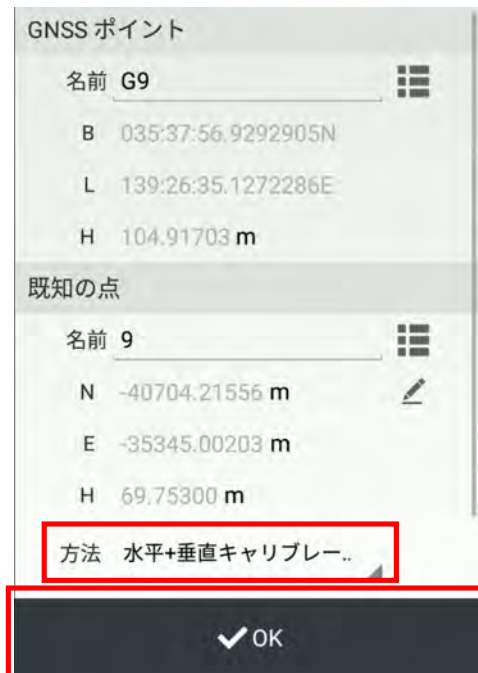 GNSS ポイント
名前 G9
B 035:37:56.9292905N
L 139:26:35.1272286E
H 104.91703 m
既知の点
名前 9
N -40704.21556 m
E -35345.00203 m
H 69.75300 m
方法 水平+垂直キャリブレー..
OK